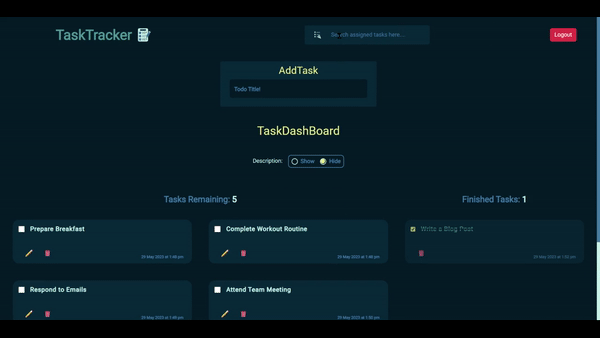 TaskTracker
Search assigned tasks here...
Logout
AddTask
Todo Title!
TaskDashBoard
Description: Show Hide
Tasks Remaining: 5
Finished Tasks: 1
Prepare Breakfast
29 May 2023 at 1:48 pm
Complete Workout Routine
29 May 2023 at 1:48 pm
Write a Blog Post
29 May 2023 at 1:52 pm
Respond to Emails
29 May 2023 at 1:49 pm
Attend Team Meeting
29 May 2023 at 1:50 pm